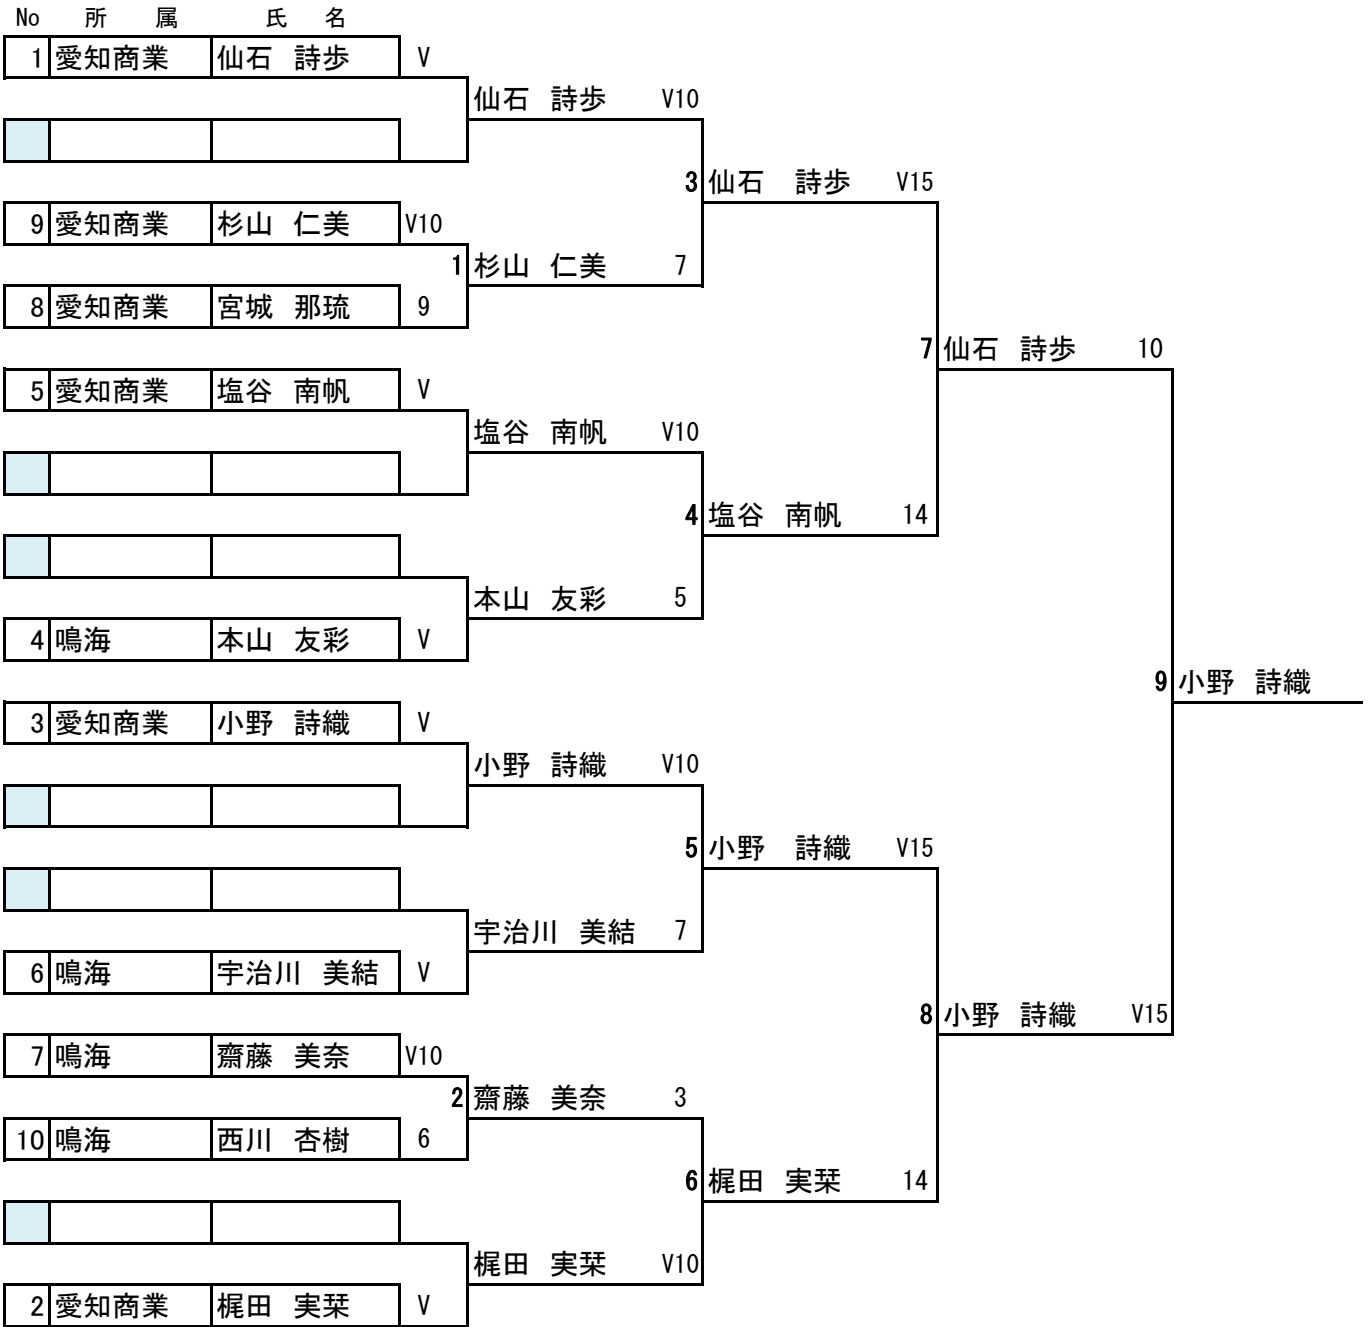 No 所 属 氏 名
1 愛知商業 仙石 詩歩 V
仙石 詩歩 V10
3 仙石 詩歩 V15
9 愛知商業 杉山 仁美 V10
1 杉山 仁美 7
8 愛知商業 宮城 那琉 9
7 仙石 詩歩 10
5 愛知商業 塩谷 南帆 V
塩谷 南帆 V10
4 塩谷 南帆 14
本山 友彩 5
4 鳴海 本山 友彩 V
9 小野 詩織
3 愛知商業 小野 詩織 V
小野 詩織 V10
5 小野 詩織 V15
宇治川 美結 7
6 鳴海 宇治川 美結 V
8 小野 詩織 V15
7 鳴海 齋藤 美奈 V10
2 齋藤 美奈 3
10 鳴海 西川 杏樹 6
6 梶田 実栞 14
梶田 実栞 V10
2 愛知商業 梶田 実栞 V